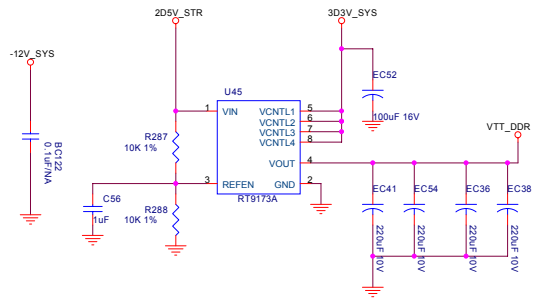 2D5V_STR
3D3V_SYS
-12V_SYS
U45
EC52
1
VIN
VCNTL1
5
VCNTL2
6
VCNTL3
7
VCNTL4
8
100uF 16V
VTT_DDR
BC122
0.1uF/NA
R287
10K 1%
VOUT
4
3
REFEN
GND
2
RT9173A
EC41
EC54
EC36
EC38
C56
1uF
R288
10K 1%
220uF 10V
220uF 10V
220uF 10V
220uF 10V